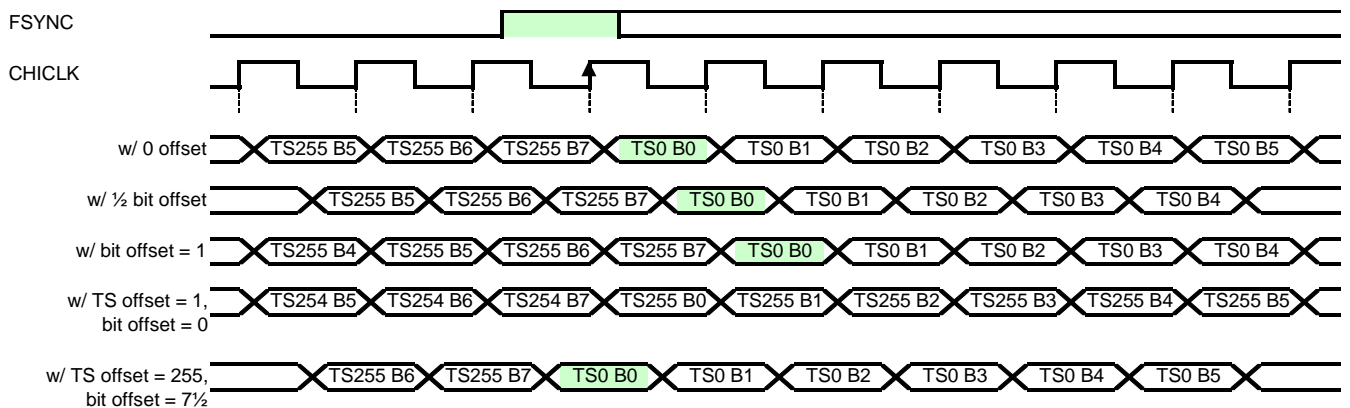 FSYNC
CHICLK
w/ 0 offset TS255 B5 TS255 B6 TS255 B7 TS0 B0 TS0 B1 TS0 B2 TS0 B3 TS0 B4 TS0 B5
w/ ½ bit offset TS255 B5 TS255 B6 TS255 B7 TS0 B0 TS0 B1 TS0 B2 TS0 B3 TS0 B4
w/ bit offset = 1 TS255 B4 TS255 B5 TS255 B6 TS255 B7 TS0 B0 TS0 B1 TS0 B2 TS0 B3 TS0 B4
w/ TS offset = 1, TS254 B5 TS254 B6 TS254 B7 TS255 B0 TS255 B1 TS255 B2 TS255 B3 TS255 B4 TS255 B5
bit offset = 0
w/ TS offset = 255, TS255 B6 TS255 B7 TS0 B0 TS0 B1 TS0 B2 TS0 B3 TS0 B4 TS0 B5
bit offset = 7½